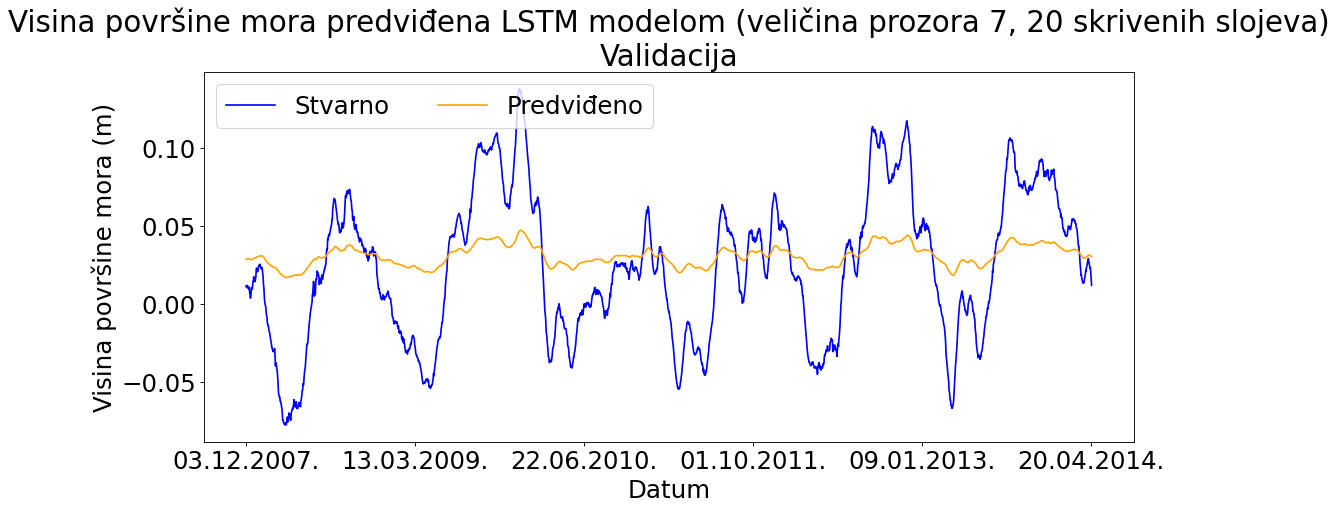 Visina površine mora predviđena LSTM modelom (veličina prozora 7, 20 skrivenih slojeva)
Validacija
Stvarno Predviđeno
Visina površine mora (m)
0.10
0.05
0.00
−0.05
03.12.2007. 13.03.2009. 22.06.2010. 01.10.2011. 09.01.2013. 20.04.2014.
Datum